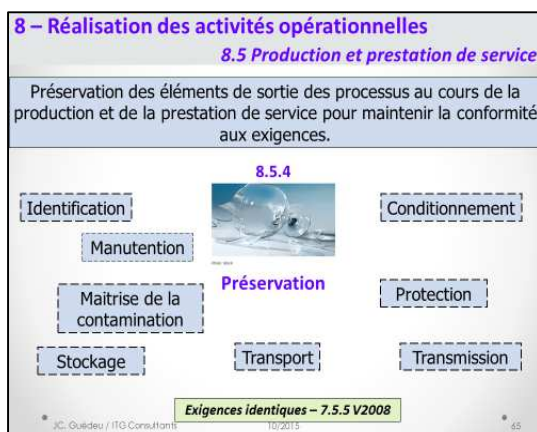 8 – Réalisation des activités opérationnelles
8.5 Production et prestation de service
Préservation des éléments de sortie des processus au cours de la
production et de la prestation de service pour maintenir la conformité
aux exigences.
8.5.4
Identification
Conditionnement
Manutention
Préservation
Maitrise de la
contamination
Protection
Stockage
Transport
Transmission
Exigences identiques – 7.5.5 V2008
JC. Guédeu / ITG Consultants
10/2015
65